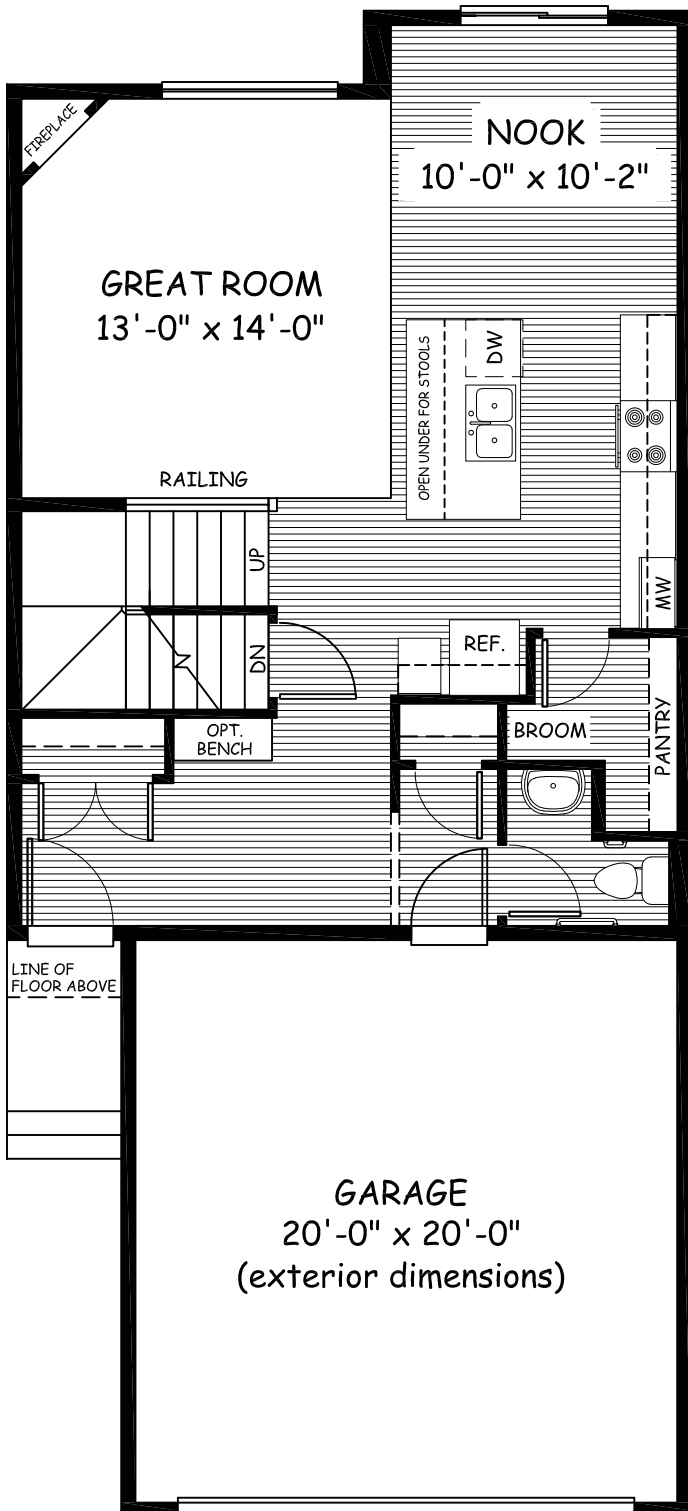 FIREPLACE
NOOK
10'-0" x 10'-2"
GREAT ROOM
13'-0" x 14'-0"
OPEN UNDER FOR STOOLS
DW
RAILING
UP
MW
DN
REF.
OPT.
BENCH
BROOM
PANTRY
LINE OF
FLOOR ABOVE
GARAGE
20'-0" x 20'-0"
(exterior dimensions)